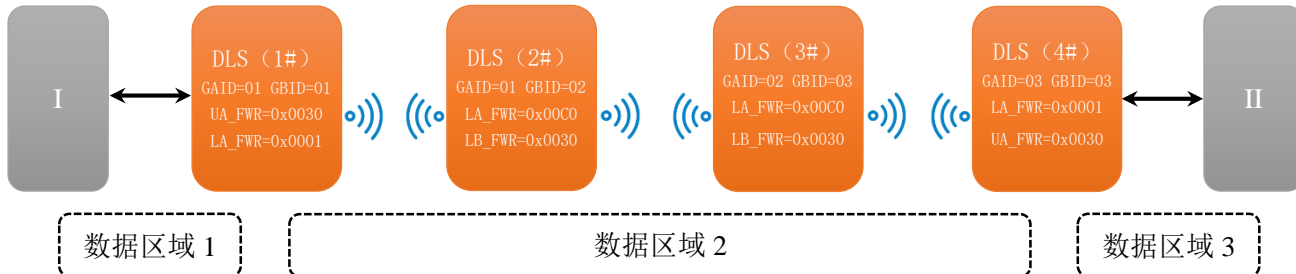 I
DLS（1#）
GAID=01 GBID=01
UA_FWR=0x0030
LA_FWR=0x0001
DLS（2#）
GAID=01 GBID=02
LA_FWR=0x00C0
LB_FWR=0x0030
DLS（3#）
GAID=02 GBID=03
LA_FWR=0x00C0
LB_FWR=0x0030
DLS（4#）
GAID=03 GBID=03
LA_FWR=0x0001
UA_FWR=0x0030
II
数据区域 1
数据区域 2
数据区域 3